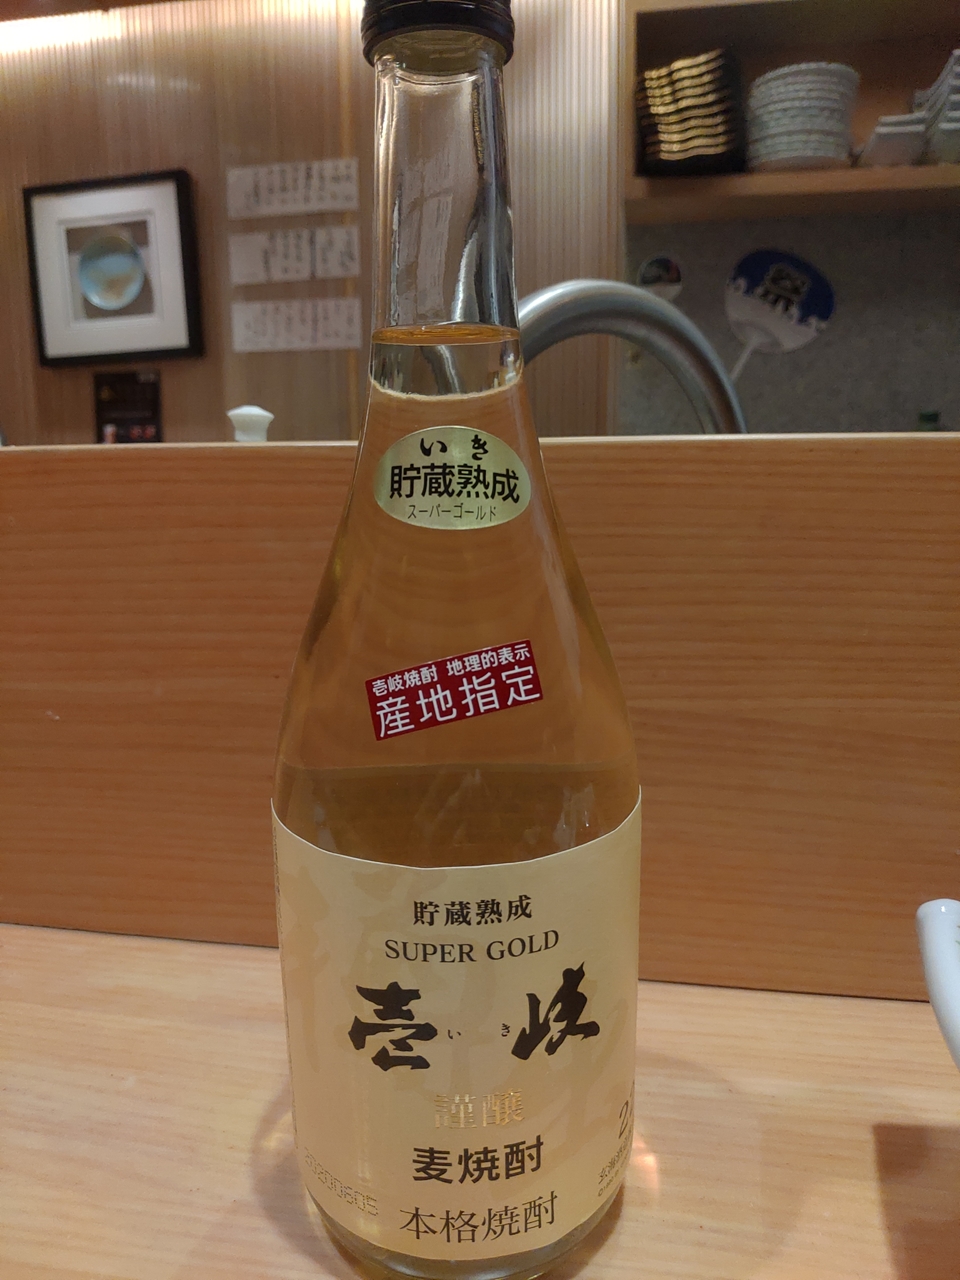 いき
貯蔵熟成
スーパーゴールド
壱岐焼酎 地理的表示
産地指定
貯蔵熟成
SUPER GOLD
壱岐
いき
謹醸
麦焼酎
本格焼酎
20200605